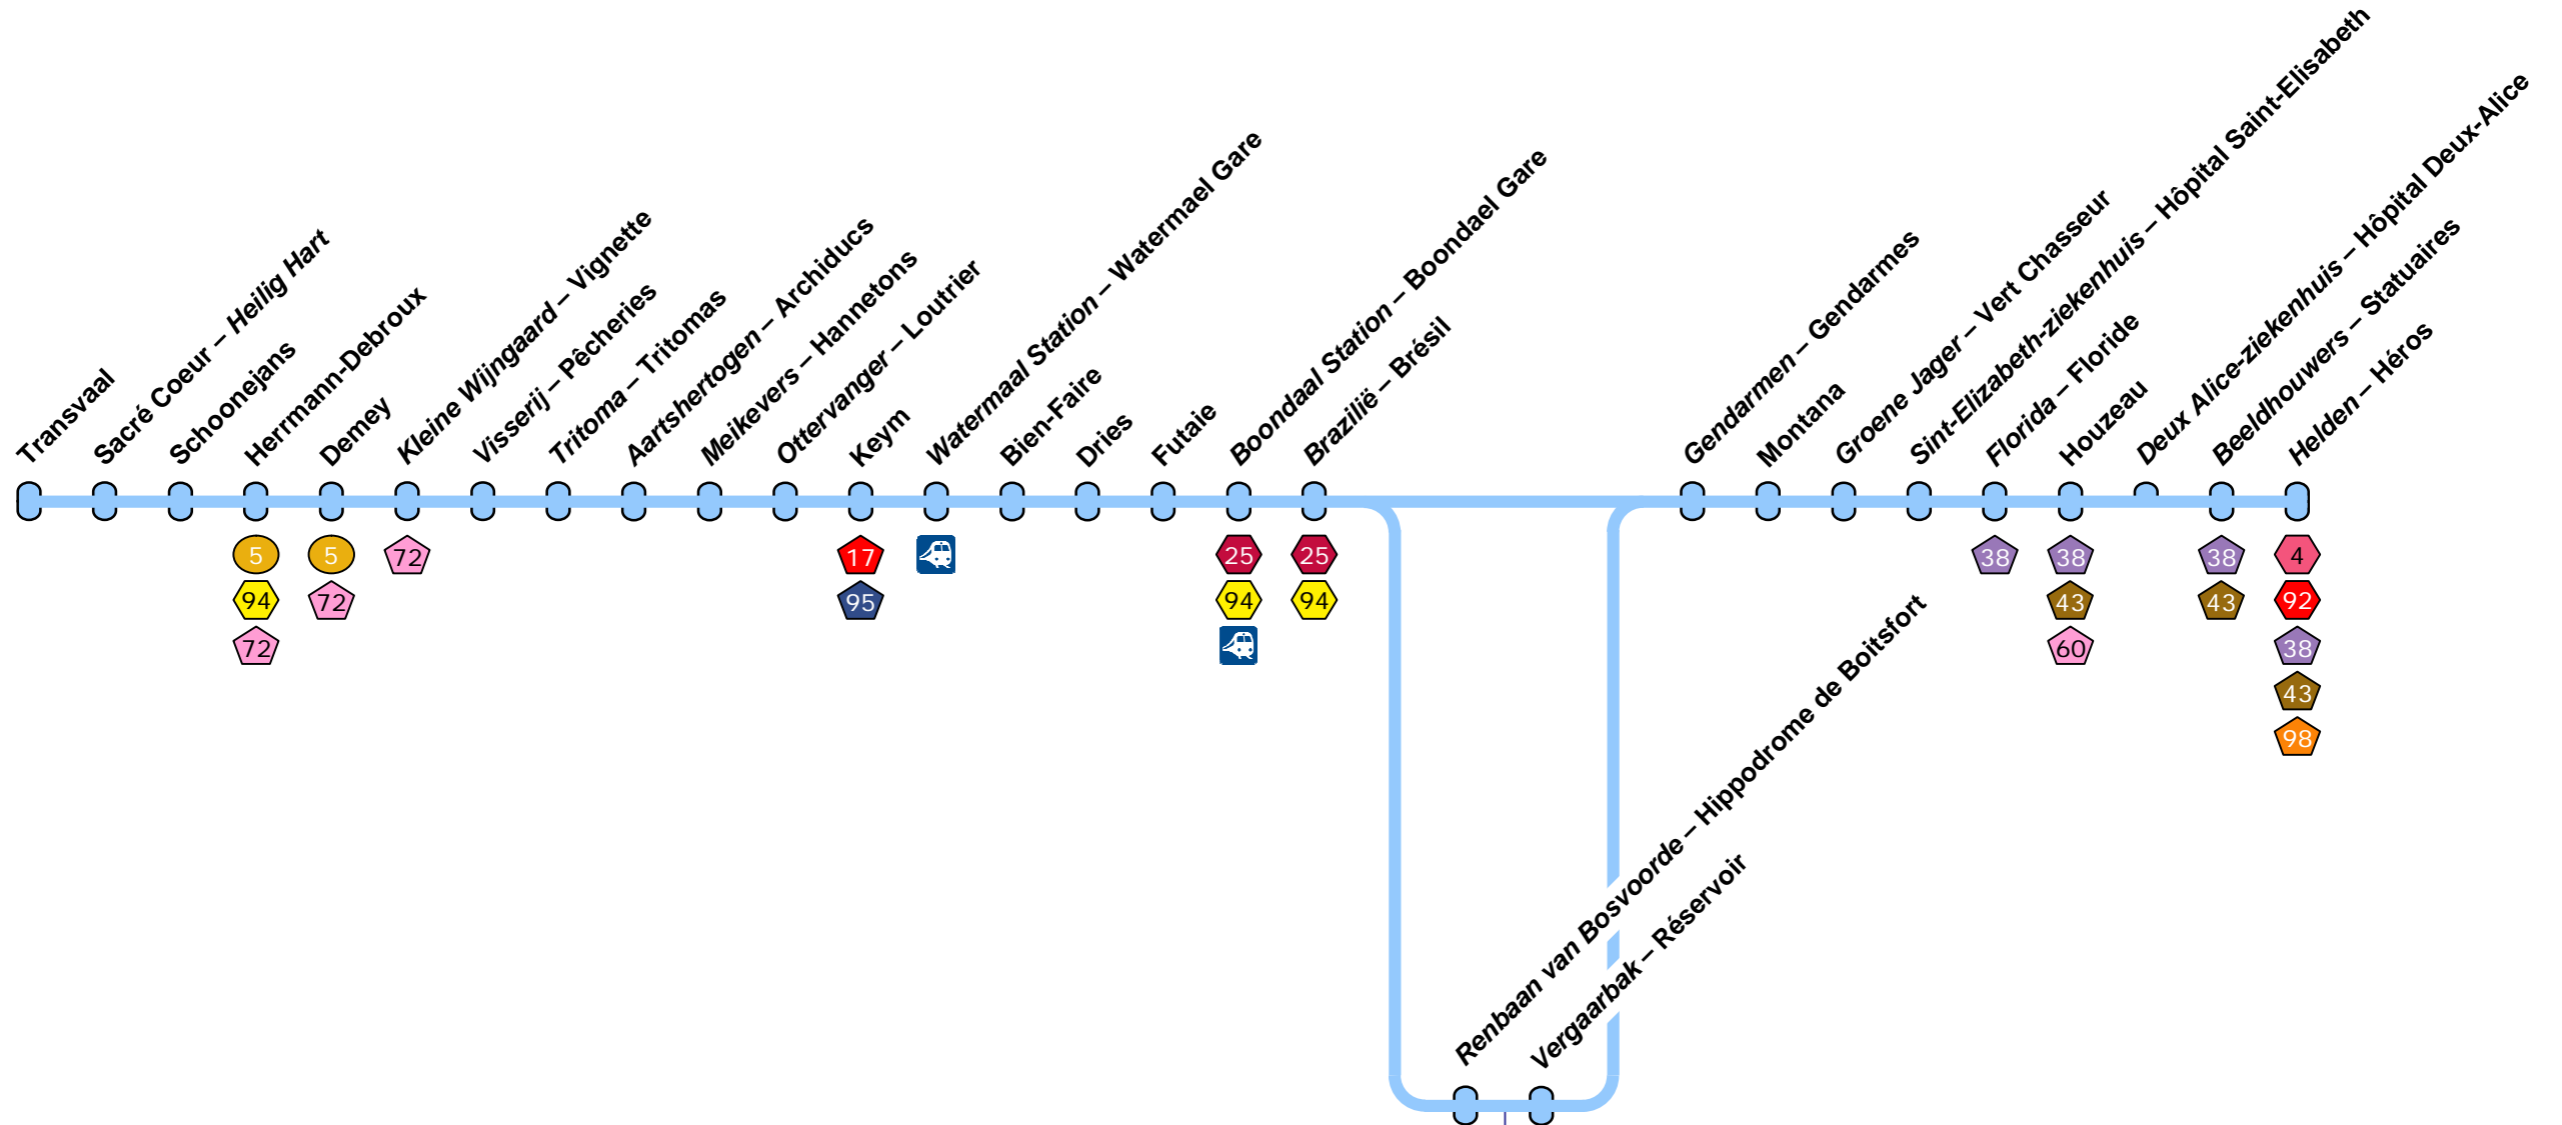 Transvaal
Sacré Coeur – Heilig Hart
Schoonejans
Herrmann-Debroux
Demey
Kleine Wijngaard – Vignette
Visserij – Pêcheries
Tritoma – Tritomas
Aartshertogen – Archiducs
Meikevers – Hannetons
Ottervanger – Loutrier
Keym
Watermaal Station – Watermael Gare
Bien-Faire
Dries
Futaie
Boondaal Station – Boondael Gare
Brazilië – Brésil
Gendarmen – Gendarmes
Montana
Groene Jager – Vert Chasseur
Sint-Elizabeth-ziekenhuis – Hôpital Saint-Elisabeth
Florida – Floride
Houzeau
Deux Alice-ziekenhuis – Hôpital Deux-Alice
Beeldhouwers – Statuaires
Helden – Héros
5
94
72
5
72
72
17
95
25
94
25
94
38
38
43
60
38
43
4
92
38
43
98
Renbaan van Bosvoorde – Hippodrome de Boitsfort
Vergaarbak – Réservoir